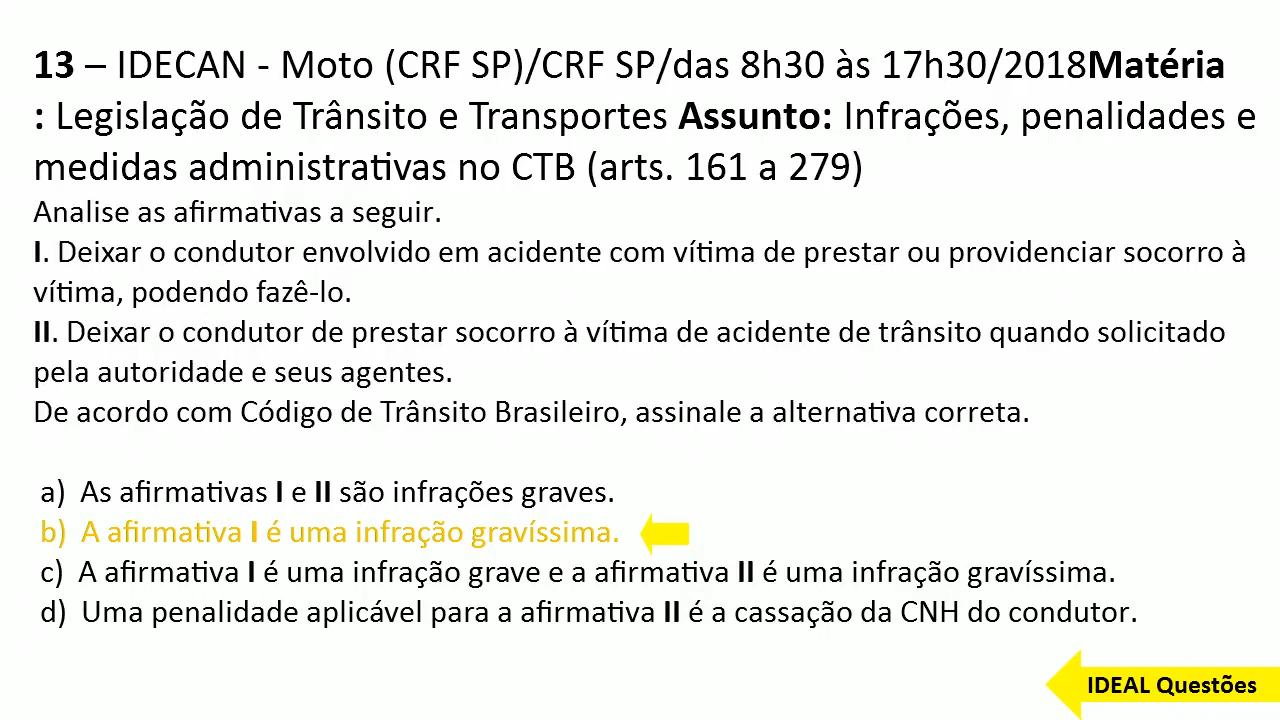 13 – IDECAN - Moto (CRF SP)/CRF SP/das 8h30 às 17h30/2018Matéria
: Legislação de Trânsito e Transportes Assunto: Infrações, penalidades e
medidas administrativas no CTB (arts. 161 a 279)
Analise as afirmativas a seguir.
I. Deixar o condutor envolvido em acidente com vítima de prestar ou providenciar socorro à
vítima, podendo fazê-lo.
II. Deixar o condutor de prestar socorro à vítima de acidente de trânsito quando solicitado
pela autoridade e seus agentes.
De acordo com Código de Trânsito Brasileiro, assinale a alternativa correta.
a) As afirmativas I e II são infrações graves.
b) A afirmativa I é uma infração gravíssima.
c) A afirmativa I é uma infração grave e a afirmativa II é uma infração gravíssima.
d) Uma penalidade aplicável para a afirmativa II é a cassação da CNH do condutor.
IDEAL Questões